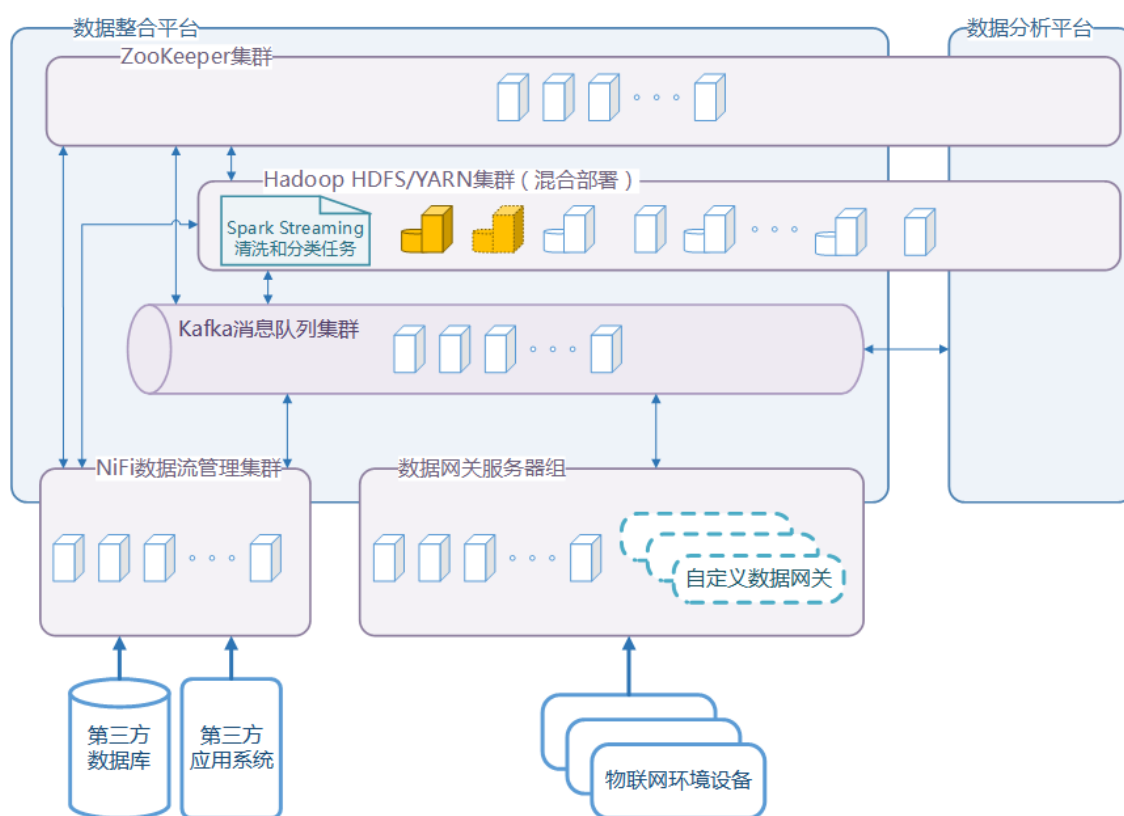 数据整合平台
数据分析平台
ZooKeeper集群
Hadoop HDFS/YARN集群（混合部署）
Spark Streaming
清洗和分类任务
Kafka消息队列集群
NiFi数据流管理集群
数据网关服务器组
自定义数据网关
第三方
数据库
第三方
应用系统
物联网环境设备